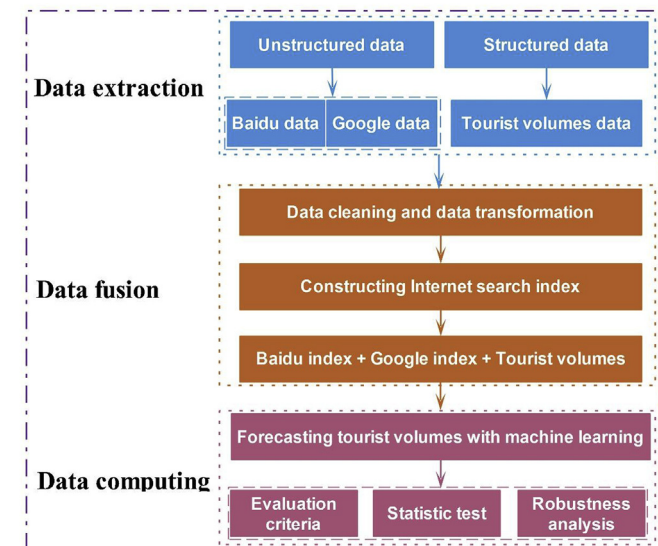 Data extraction
Unstructured data
Structured data
Baidu data
Google data
Tourist volumes data
Data fusion
Data cleaning and data transformation
Constructing Internet search index
Baidu index + Google index + Tourist volumes
Data computing
Forecasting tourist volumes with machine learning
Evaluation
criteria
Statistic test
Robustness
analysis